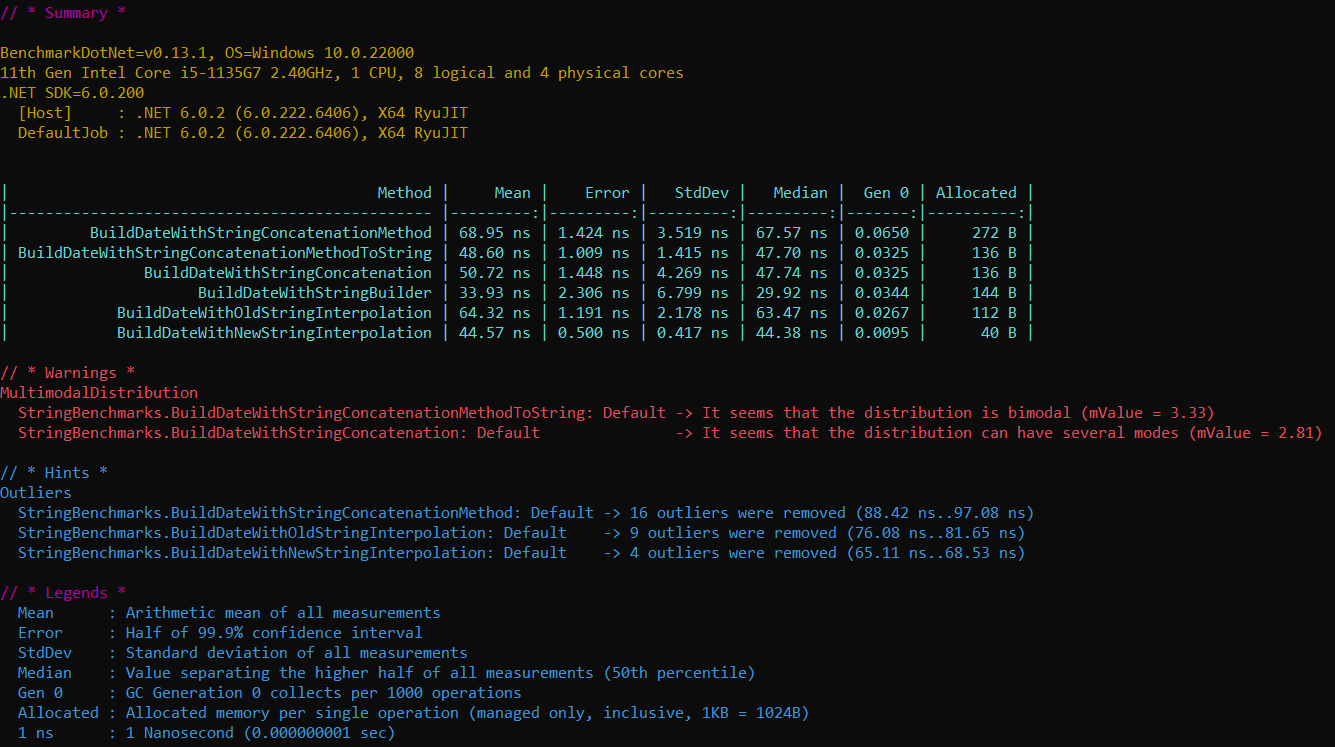 // * Summary *
BenchmarkDotNet=v0.13.1, OS=Windows 10.0.22000
11th Gen Intel Core i5-1135G7 2.40GHz, 1 CPU, 8 logical and 4 physical cores
.NET SDK=6.0.200
  [Host]     : .NET 6.0.2 (6.0.222.6406), X64 RyuJIT
  DefaultJob : .NET 6.0.2 (6.0.222.6406), X64 RyuJIT
|                                         Method |     Mean |    Error |   StdDev |   Median |  Gen 0 | Allocated |
|----------------------------------------------- |---------:|---------:|---------:|---------:|-------:|----------:|
|         BuildDateWithStringConcatenationMethod | 68.95 ns | 1.424 ns | 3.519 ns | 67.57 ns | 0.0650 |     272 B |
| BuildDateWithStringConcatenationMethodToString | 48.60 ns | 1.009 ns | 1.415 ns | 47.70 ns | 0.0325 |     136 B |
|               BuildDateWithStringConcatenation | 50.72 ns | 1.448 ns | 4.269 ns | 47.74 ns | 0.0325 |     136 B |
|                     BuildDateWithStringBuilder | 33.93 ns | 2.306 ns | 6.799 ns | 29.92 ns | 0.0344 |     144 B |
|            BuildDateWithOldStringInterpolation | 64.32 ns | 1.191 ns | 2.178 ns | 63.47 ns | 0.0267 |     112 B |
|            BuildDateWithNewStringInterpolation | 44.57 ns | 0.500 ns | 0.417 ns | 44.38 ns | 0.0095 |      40 B |
// * Warnings *
MultimodalDistribution
  StringBenchmarks.BuildDateWithStringConcatenationMethodToString: Default -> It seems that the distribution is bimodal (mValue = 3.33)
  StringBenchmarks.BuildDateWithStringConcatenation: Default               -> It seems that the distribution can have several modes (mValue = 2.81)
// * Hints *
Outliers
  StringBenchmarks.BuildDateWithStringConcatenationMethod: Default -> 16 outliers were removed (88.42 ns..97.08 ns)
  StringBenchmarks.BuildDateWithOldStringInterpolation: Default    -> 9 outliers were removed (76.08 ns..81.65 ns)
  StringBenchmarks.BuildDateWithNewStringInterpolation: Default    -> 4 outliers were removed (65.11 ns..68.53 ns)
// * Legends *
  Mean      : Arithmetic mean of all measurements
  Error     : Half of 99.9% confidence interval
  StdDev    : Standard deviation of all measurements
  Median    : Value separating the higher half of all measurements (50th percentile)
  Gen 0     : GC Generation 0 collects per 1000 operations
  Allocated : Allocated memory per single operation (managed only, inclusive, 1KB = 1024B)
  1 ns      : 1 Nanosecond (0.000000001 sec)